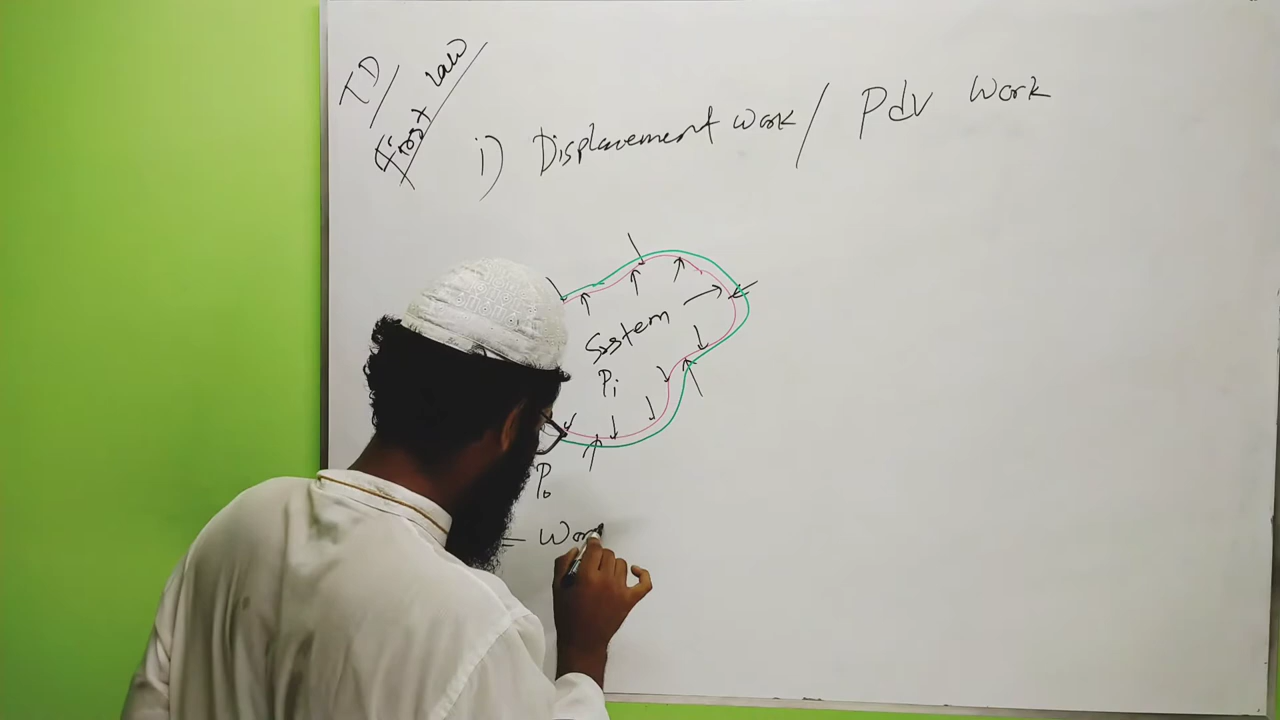 TD/
First law
i) Displacement work / Pdv work
System
Pi
Po
= Wor